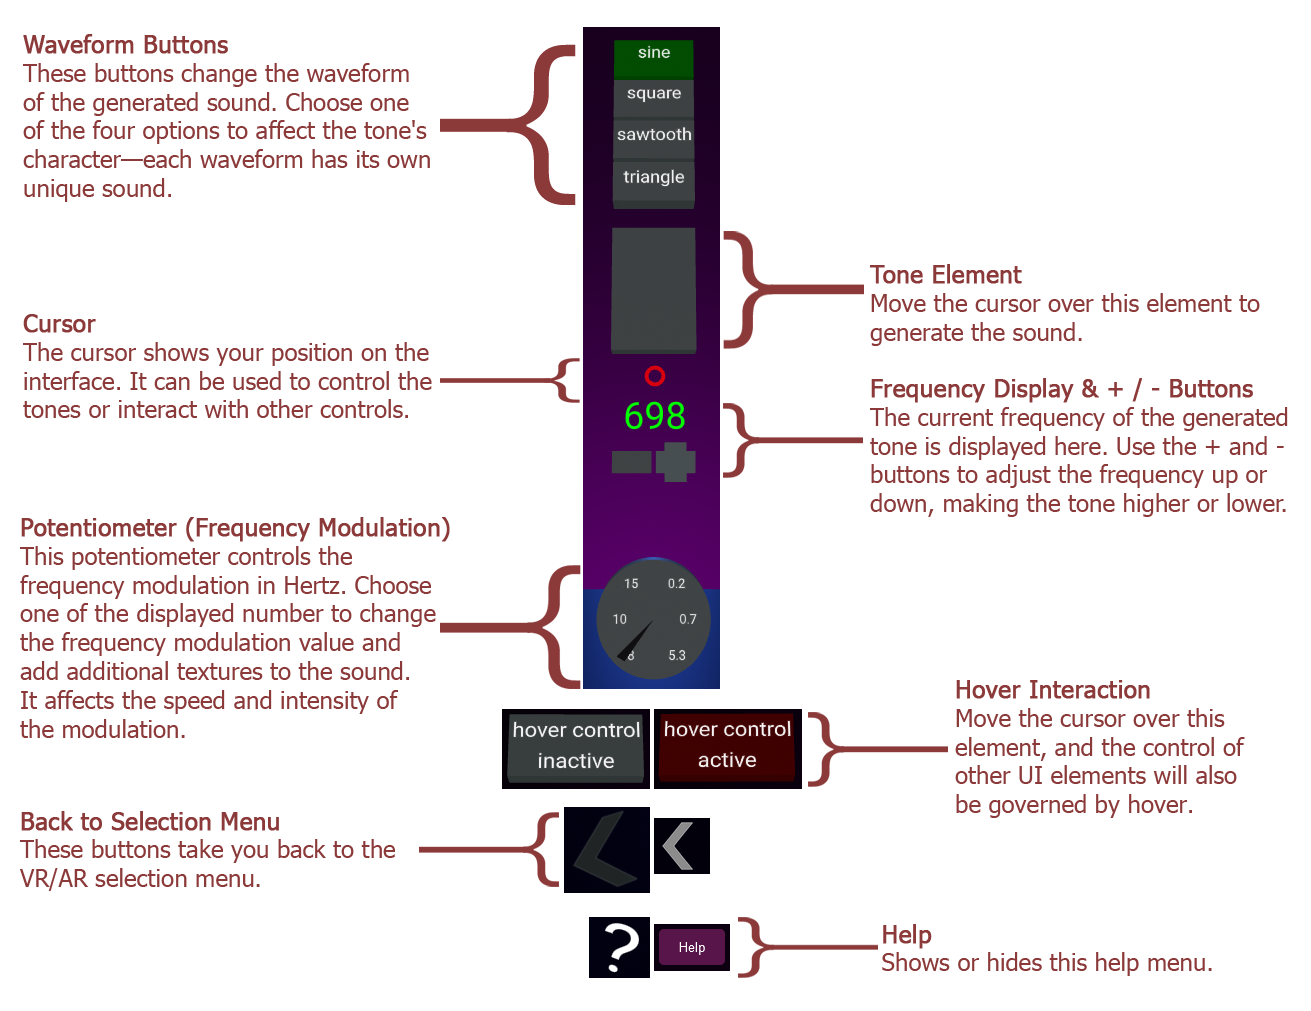 Waveform Buttons
These buttons change the waveform
of the generated sound. Choose one
of the four options to affect the tone's
character—each waveform has its own
unique sound.
sine
square
sawtooth
triangle
Tone Element
Move the cursor over this element to
generate the sound.
Cursor
The cursor shows your position on the
interface. It can be used to control the
tones or interact with other controls.
698
Frequency Display & + / - Buttons
The current frequency of the generated
tone is displayed here. Use the + and -
buttons to adjust the frequency up or
down, making the tone higher or lower.
Potentiometer (Frequency Modulation)
This potentiometer controls the
frequency modulation in Hertz. Choose
one of the displayed number to change
the frequency modulation value and
add additional textures to the sound.
It affects the speed and intensity of
the modulation.
15 0.2
10 0.7
8 5.3
hover control
inactive
hover control
active
Hover Interaction
Move the cursor over this
element, and the control of
other UI elements will also
be governed by hover.
Back to Selection Menu
These buttons take you back to the
VR/AR selection menu.
?
Help
Help
Shows or hides this help menu.